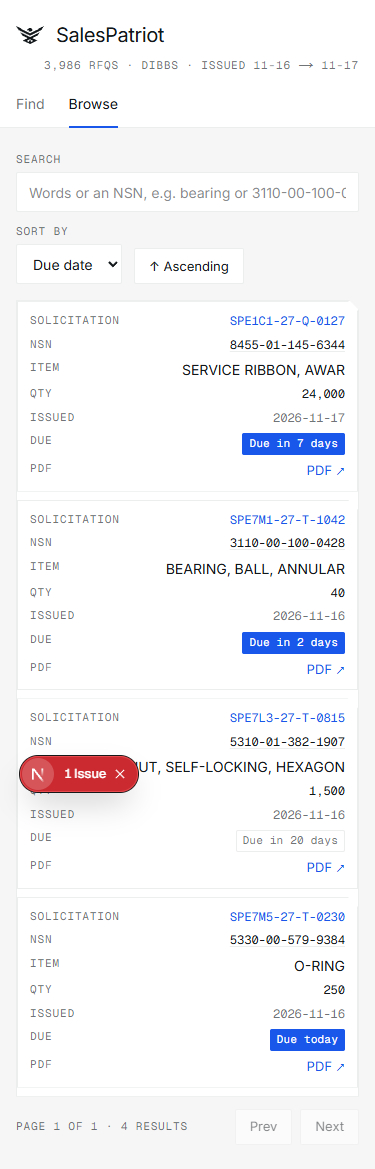 SalesPatriot
3,986 RFQS · DIBBS · ISSUED 11-16 → 11-17
Find Browse
SEARCH
Words or an NSN, e.g. bearing or 3110-00-100-0
SORT BY
Due date ↑ Ascending
SOLICITATION SPE1C1-27-Q-0127
NSN 8455-01-145-6344
ITEM SERVICE RIBBON, AWAR
QTY 24,000
ISSUED 2026-11-17
DUE Due in 7 days
PDF PDF ↗
SOLICITATION SPE7M1-27-T-1042
NSN 3110-00-100-0428
ITEM BEARING, BALL, ANNULAR
QTY 40
ISSUED 2026-11-16
DUE Due in 2 days
PDF PDF ↗
SOLICITATION SPE7L3-27-T-0815
NSN 5310-01-382-1907
SELF-LOCKING, HEXAGON
N 1 Issue ×
1,500
ISSUED 2026-11-16
DUE Due in 20 days
PDF PDF ↗
SOLICITATION SPE7M5-27-T-0230
NSN 5330-00-579-9384
ITEM O-RING
QTY 250
ISSUED 2026-11-16
DUE Due today
PDF PDF ↗
PAGE 1 OF 1 · 4 RESULTS Prev Next